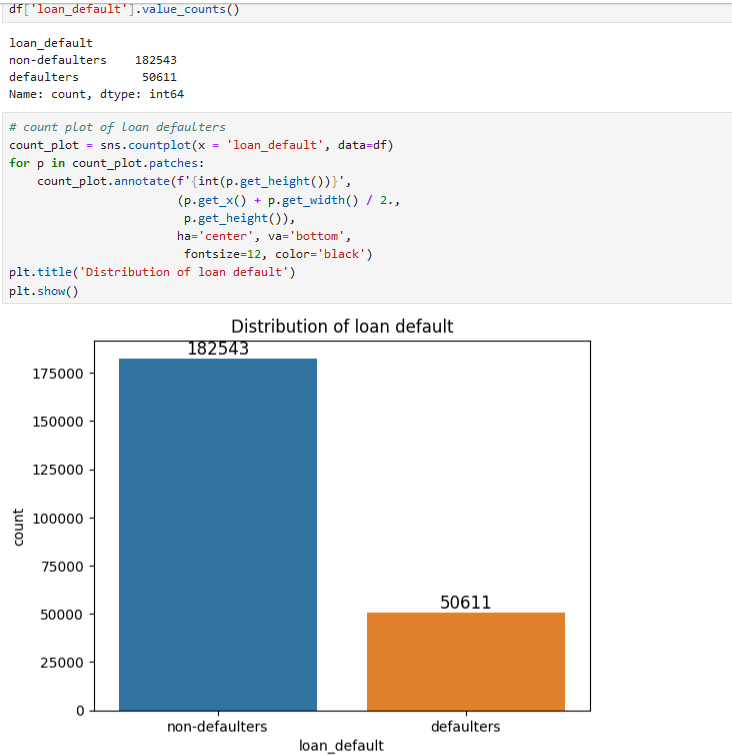 df['loan_default'].value_counts()
loan_default
non-defaulters    182543
defaulters         50611
Name: count, dtype: int64
# count plot of loan defaulters
count_plot = sns.countplot(x = 'loan_default', data=df)
for p in count_plot.patches:
    count_plot.annotate(f'{int(p.get_height())}',
                       (p.get_x() + p.get_width() / 2.,
                        p.get_height()),
                       ha='center', va='bottom',
                        fontsize=12, color='black')
plt.title('Distribution of loan default')
plt.show()
Distribution of loan default
182543
175000
150000
125000
100000
75000
50000
25000
0
count
50611
non-defaulters
defaulters
loan_default